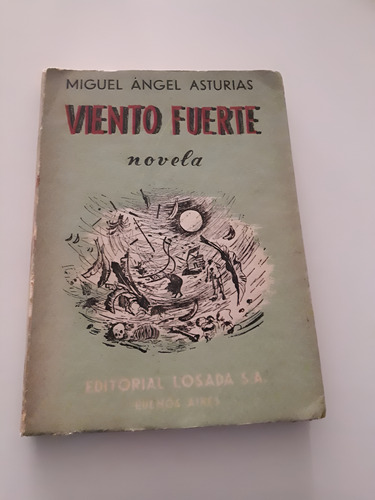 MIGUEL ÁNGEL ASTURIAS
VIENTO FUERTE
novela
EDITORIAL LOSADA S.A.
BUENOS AIRES